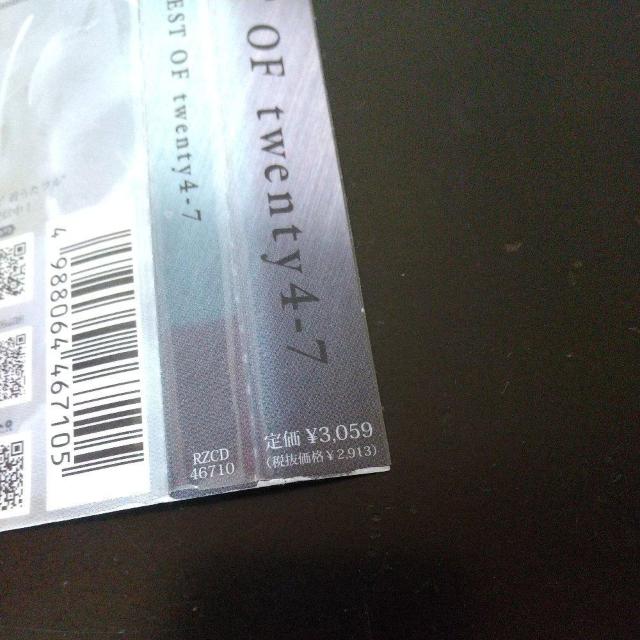 4 988064 467105
EST OF twenty4-7
RZCD
46710
OF twenty4-7
定価 ¥3,059
(税抜価格 ¥2,913)